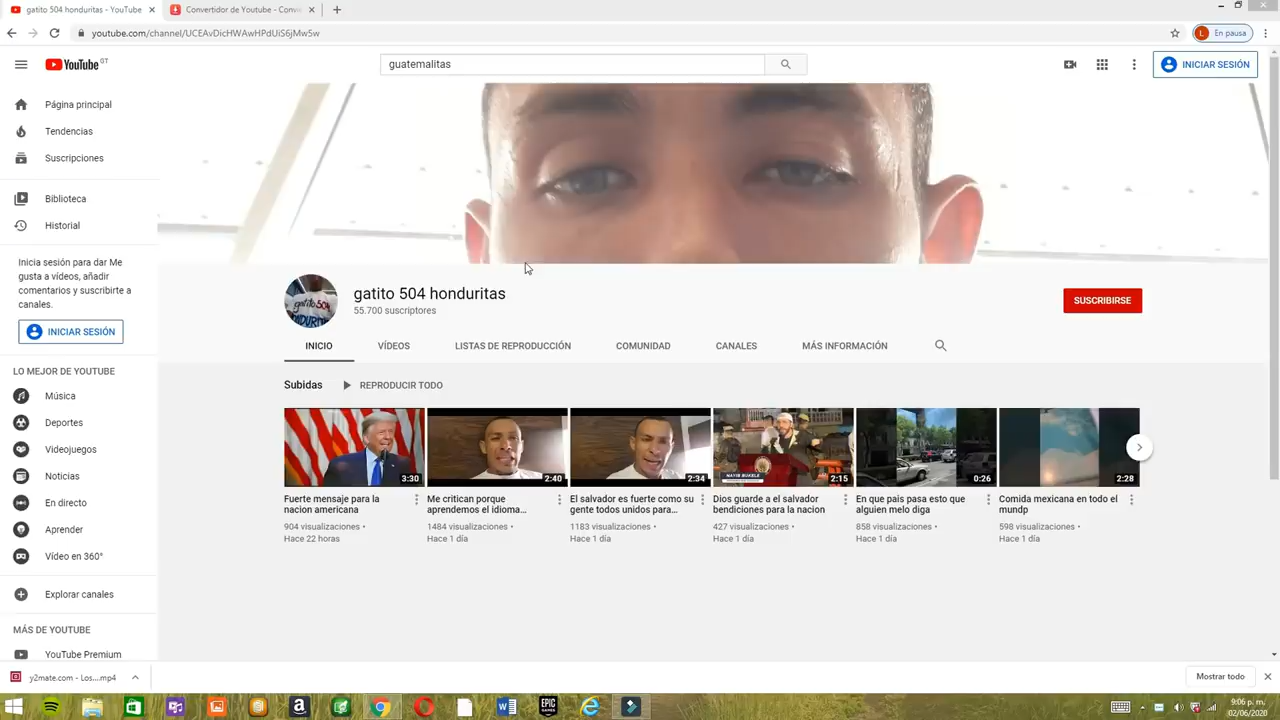 gatito 504 honduritas - YouTube
Convertidor de Youtube - Conve
youtube.com/channel/UCEAvDicHWAwHPdUiS6jMw5w
En pausa
YouTube GT
guatemalitas
INICIAR SESIÓN
Página principal
Tendencias
Suscripciones
Biblioteca
Historial
Inicia sesión para dar Me
gusta a vídeos, añadir
comentarios y suscribirte a
canales.
INICIAR SESIÓN
LO MEJOR DE YOUTUBE
Música
Deportes
Videojuegos
Noticias
En directo
Aprender
Vídeo en 360°
Explorar canales
MÁS DE YOUTUBE
YouTube Premium
gatito 504
gatito 504 honduritas
55.700 suscriptores
SUSCRIBIRSE
INICIO
VÍDEOS
LISTAS DE REPRODUCCIÓN
COMUNIDAD
CANALES
MÁS INFORMACIÓN
Subidas
REPRODUCIR TODO
3:30
Fuerte mensaje para la
nacion americana
904 visualizaciones •
Hace 22 horas
2:40
Me critican porque
aprendemos el idioma...
1484 visualizaciones •
Hace 1 día
2:34
El salvador es fuerte como su
gente todos unidos para...
1183 visualizaciones •
Hace 1 día
NAYIB BUKELE
2:15
Dios guarde a el salvador
bendiciones para la nacion
427 visualizaciones •
Hace 1 día
0:26
En que pais pasa esto que
alguien melo diga
858 visualizaciones •
Hace 1 día
2:28
Comida mexicana en todo el
mundp
598 visualizaciones •
Hace 1 día
y2mate.com - Los....mp4
Mostrar todo
EPIC
GAMES
9:06 p. m.
02/06/2020